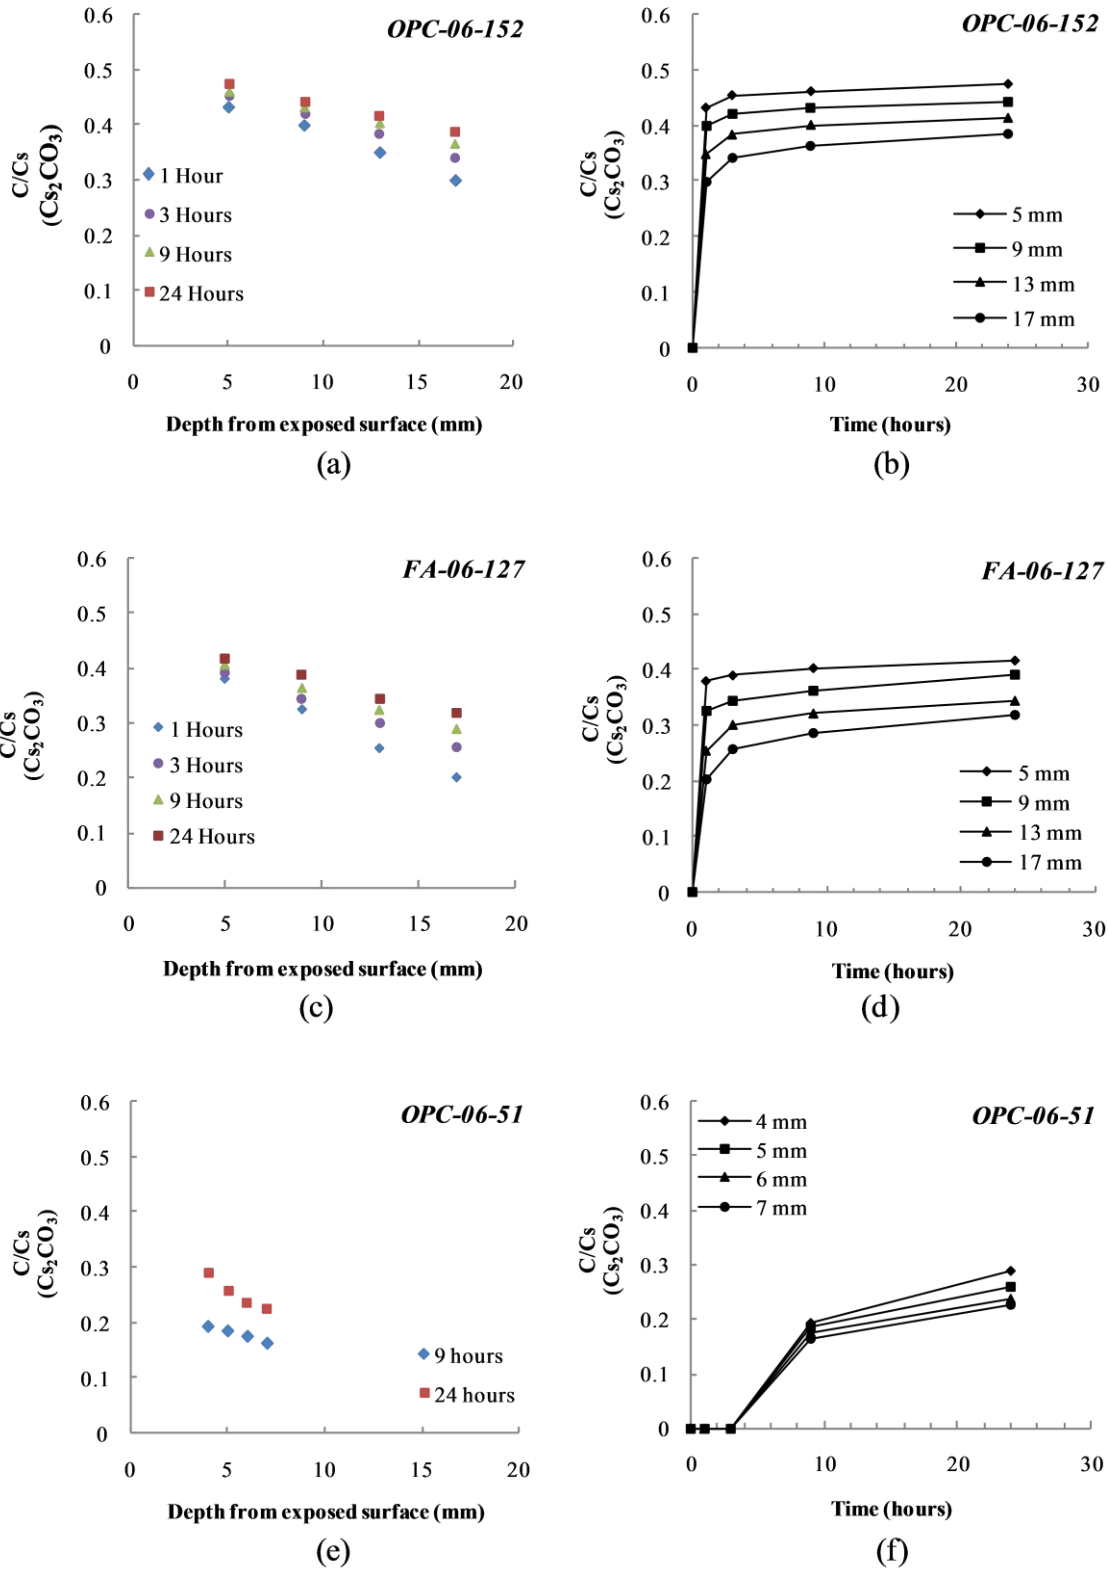 OPC-06-152
0.6
0.5
0.4
0.3
0.2
0.1
0
C/Cs
(Cs₂CO₃)
1 Hour
3 Hours
9 Hours
24 Hours
0 5 10 15 20
Depth from exposed surface (mm)
(a)
OPC-06-152
0.6
0.5
0.4
0.3
0.2
0.1
0
C/Cs
(Cs₂CO₃)
5 mm
9 mm
13 mm
17 mm
0 10 20 30
Time (hours)
(b)
FA-06-127
0.6
0.5
0.4
0.3
0.2
0.1
0
C/Cs
(Cs₂CO₃)
1 Hours
3 Hours
9 Hours
24 Hours
0 5 10 15 20
Depth from exposed surface (mm)
(c)
FA-06-127
0.6
0.5
0.4
0.3
0.2
0.1
0
C/Cs
(Cs₂CO₃)
5 mm
9 mm
13 mm
17 mm
0 10 20 30
Time (hours)
(d)
OPC-06-51
0.6
0.5
0.4
0.3
0.2
0.1
0
C/Cs
(Cs₂CO₃)
9 hours
24 hours
0 5 10 15 20
Depth from exposed surface (mm)
(e)
OPC-06-51
0.6
0.5
0.4
0.3
0.2
0.1
0
C/Cs
(Cs₂CO₃)
4 mm
5 mm
6 mm
7 mm
0 10 20 30
Time (hours)
(f)